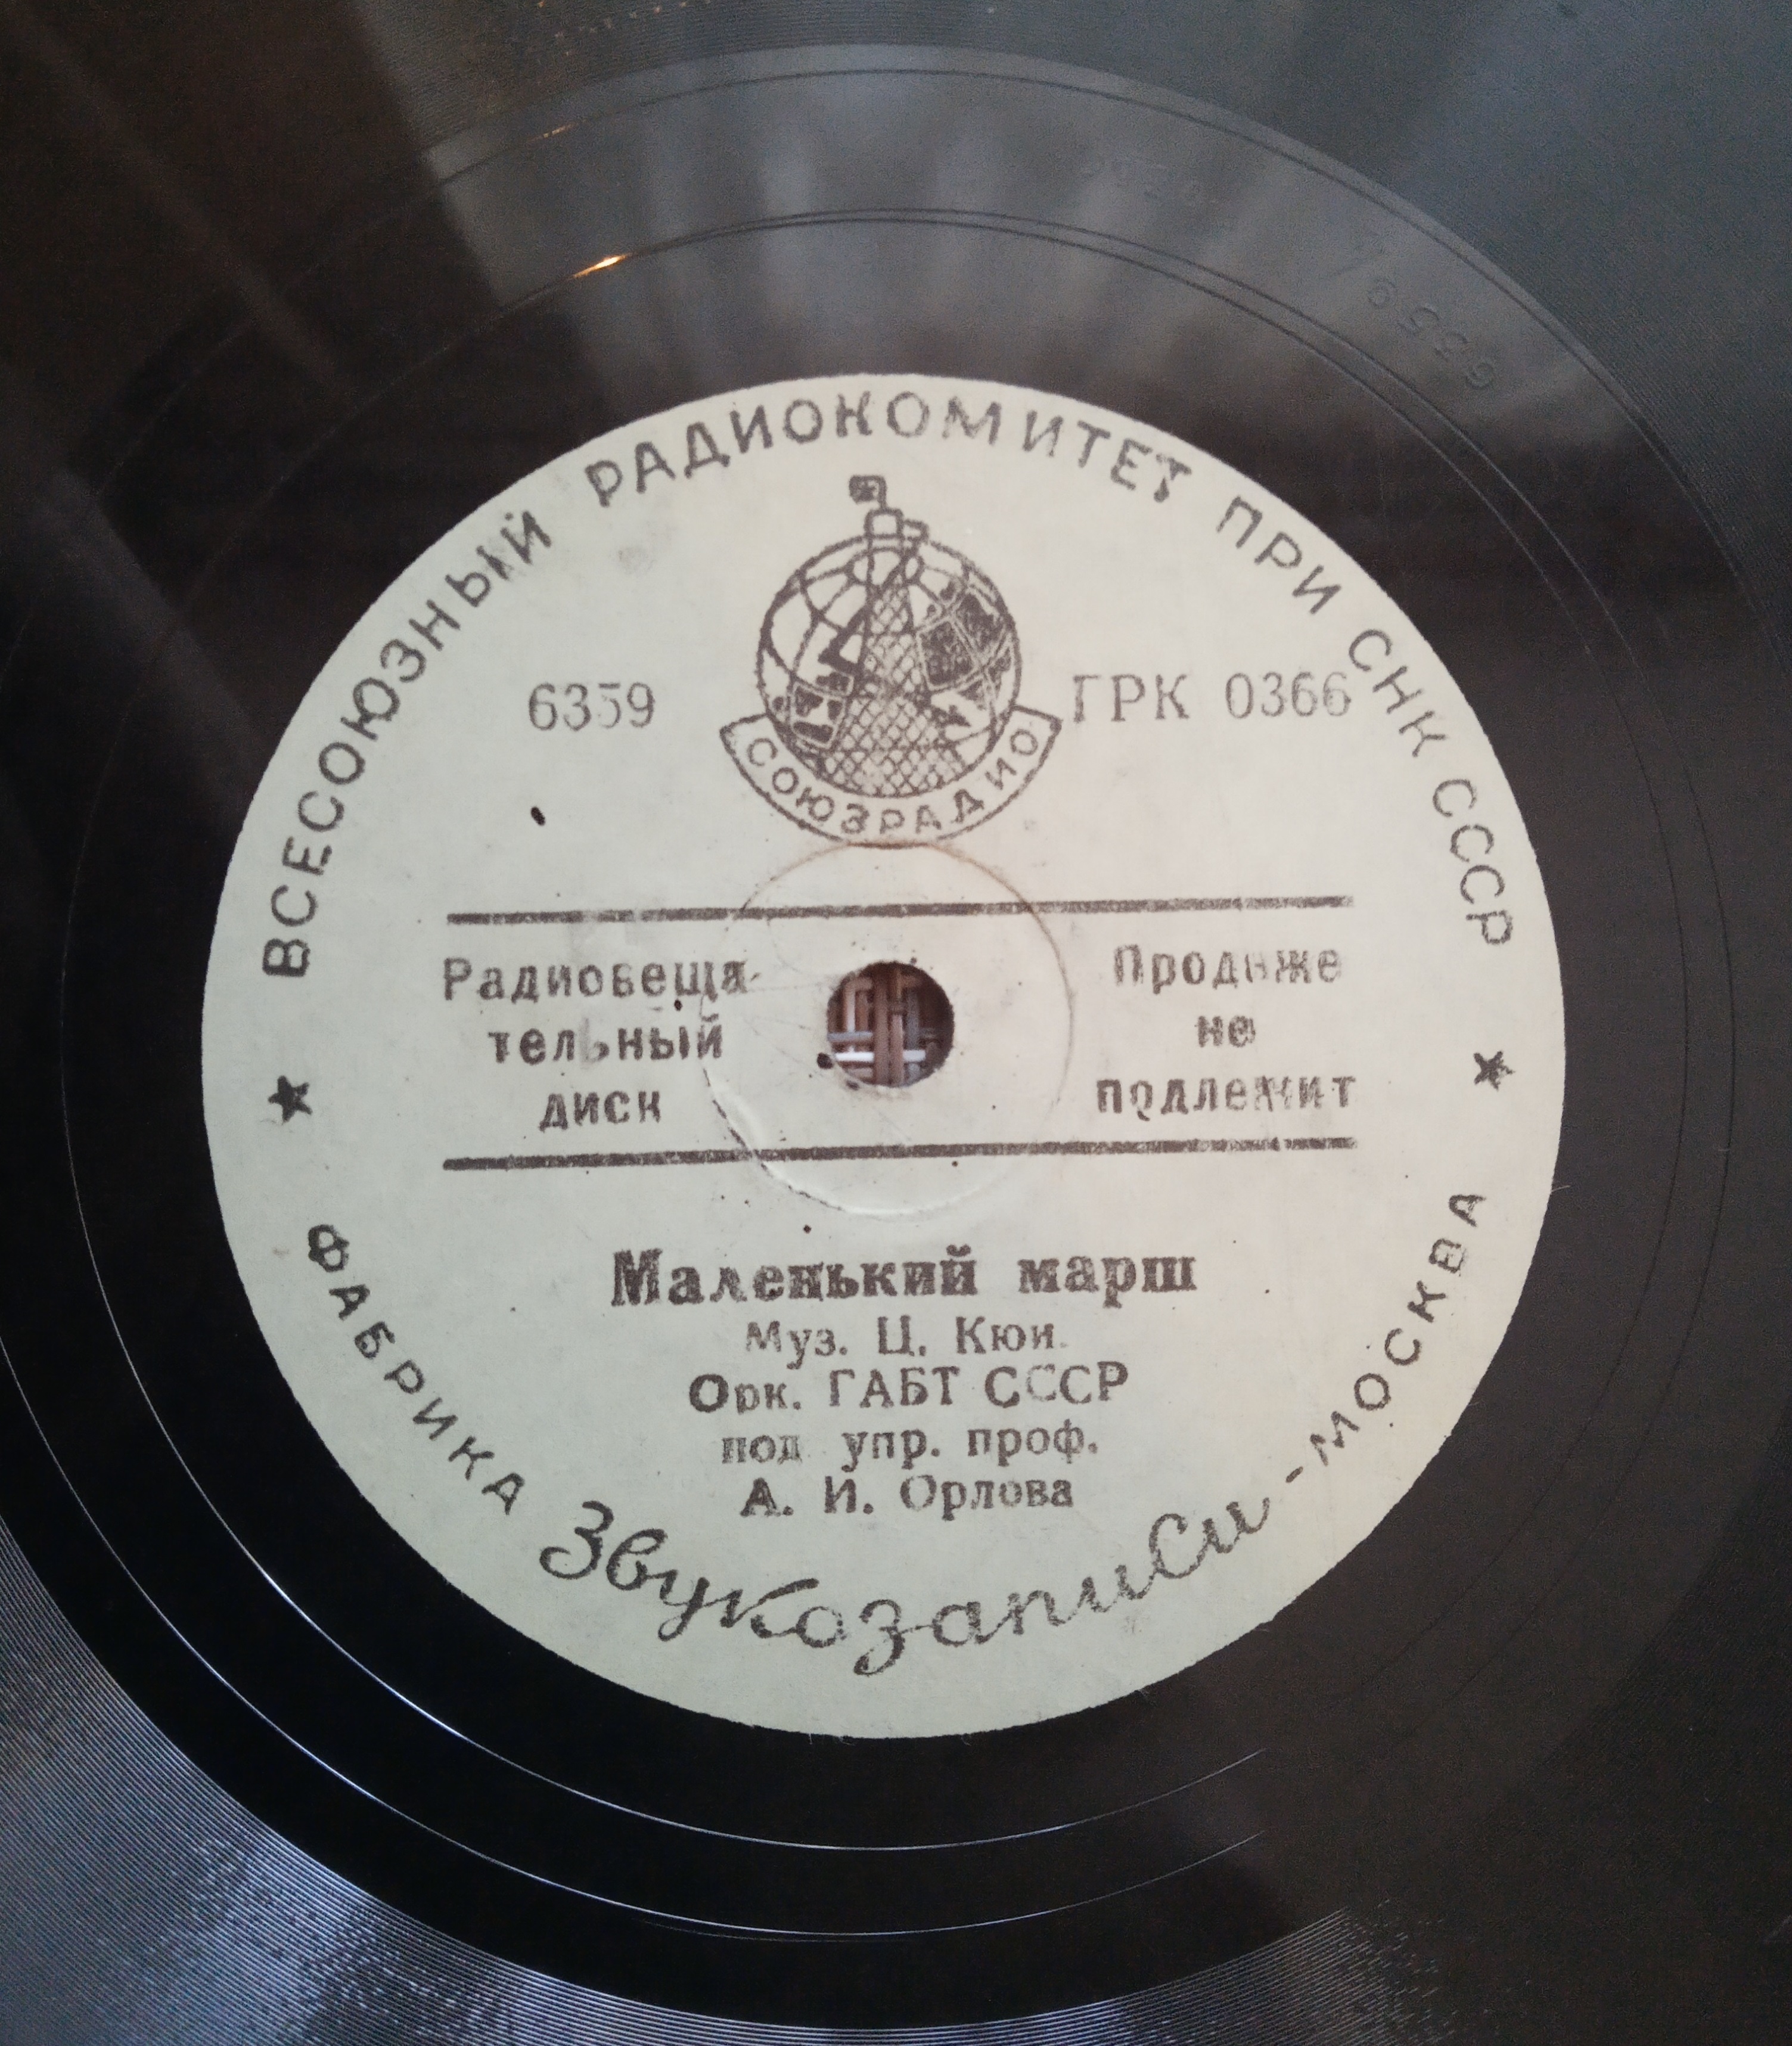 ВСЕСОЮЗНЫЙ РАДИОКОМИТЕТ ПРИ СНК СССР
6359
ГРК 0366
СОЮЗРАДИО
Радиовеща-
тельный
диск
Продаже
не
подлежит
Маленький марш
Муз. Ц. Кюи.
Орк. ГАБТ СССР
под упр. проф.
А. И. Орлова
ФАБРИКА Звукозаписи - МОСКВА